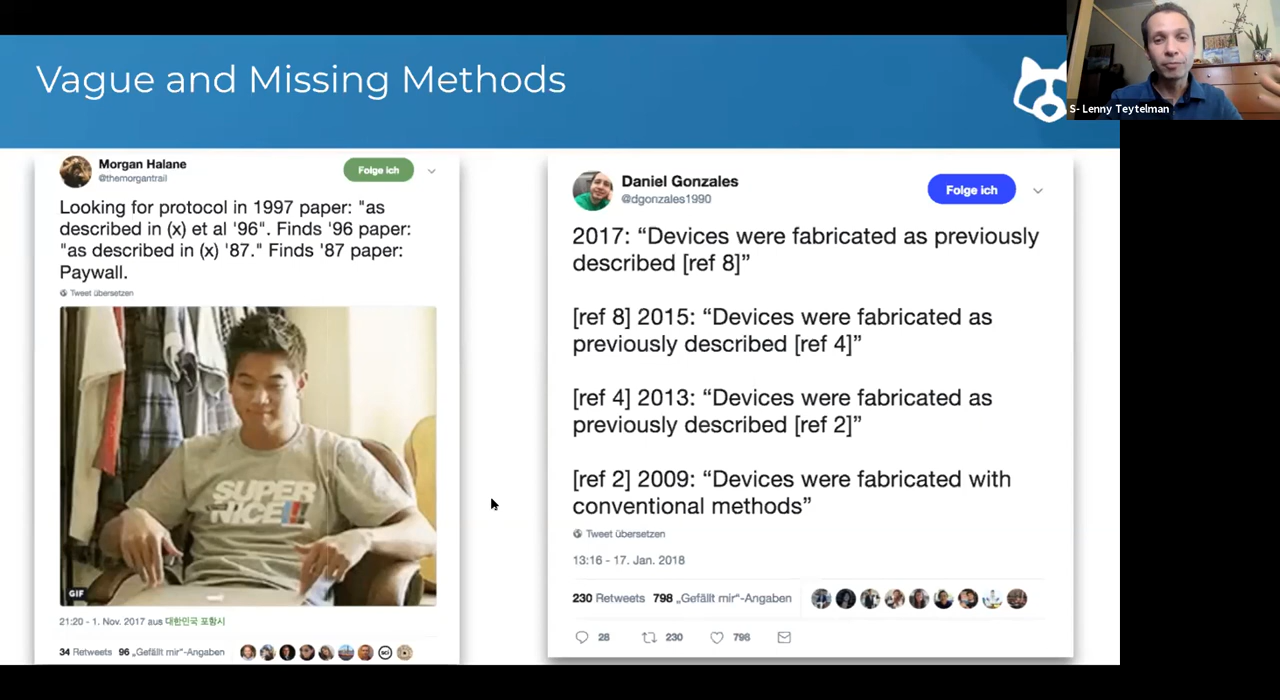 Vague and Missing Methods
S- Lenny Teytelman
Morgan Halane
@themorgantrail
Folge ich
Looking for protocol in 1997 paper: "as
described in (x) et al '96". Finds '96 paper:
"as described in (x) '87." Finds '87 paper:
Paywall.
Tweet übersetzen
SUPER
NICE!!!
GIF
21:20 - 1. Nov. 2017 aus 대한민국 포항시
34 Retweets 96 „Gefällt mir“-Angaben
Daniel Gonzales
@dgonzales1990
Folge ich
2017: “Devices were fabricated as previously
described [ref 8]”
[ref 8] 2015: “Devices were fabricated as
previously described [ref 4]”
[ref 4] 2013: “Devices were fabricated as
previously described [ref 2]”
[ref 2] 2009: “Devices were fabricated with
conventional methods”
Tweet übersetzen
13:16 - 17. Jan. 2018
230 Retweets 798 „Gefällt mir“-Angaben
28 230 798